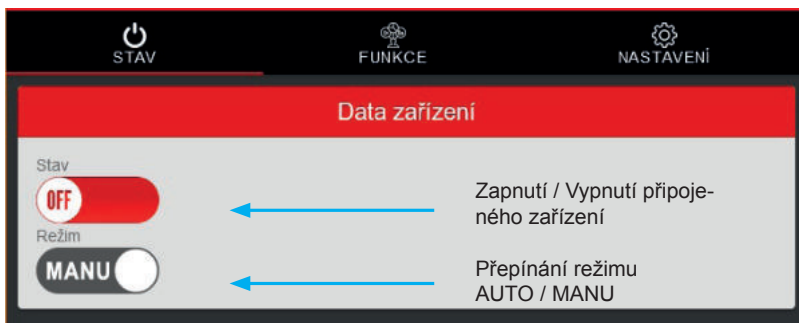 STAV
FUNKCE
NASTAVENÍ
Data zařízení
Stav
OFF
Zapnutí / Vypnutí připoje-
ného zařízení
Režim
MANU
Přepínání režimu
AUTO / MANU